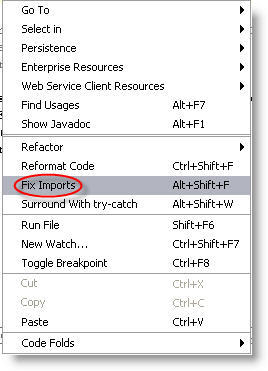 Go To
Select in
Persistence
Enterprise Resources
Web Service Client Resources
Find Usages Alt+F7
Show Javadoc Alt+F1
Refactor
Reformat Code Ctrl+Shift+F
Fix Imports Alt+Shift+F
Surround With try-catch Alt+Shift+W
Run File Shift+F6
New Watch... Ctrl+Shift+F7
Toggle Breakpoint Ctrl+F8
Cut Ctrl+X
Copy Ctrl+C
Paste Ctrl+V
Code Folds